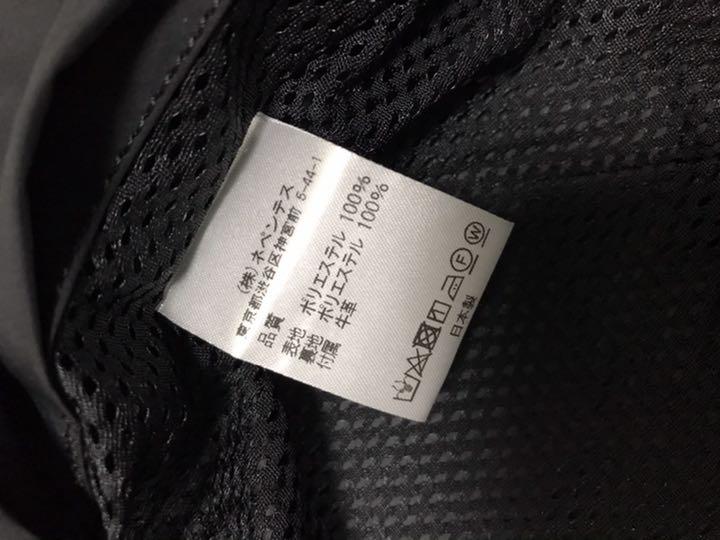 (株)ネペンテス
東京都渋谷区神宮前 5-44-1
品質
表地 ポリエステル 100%
裏地 ポリエステル 100%
付属 牛革
F W
日本製